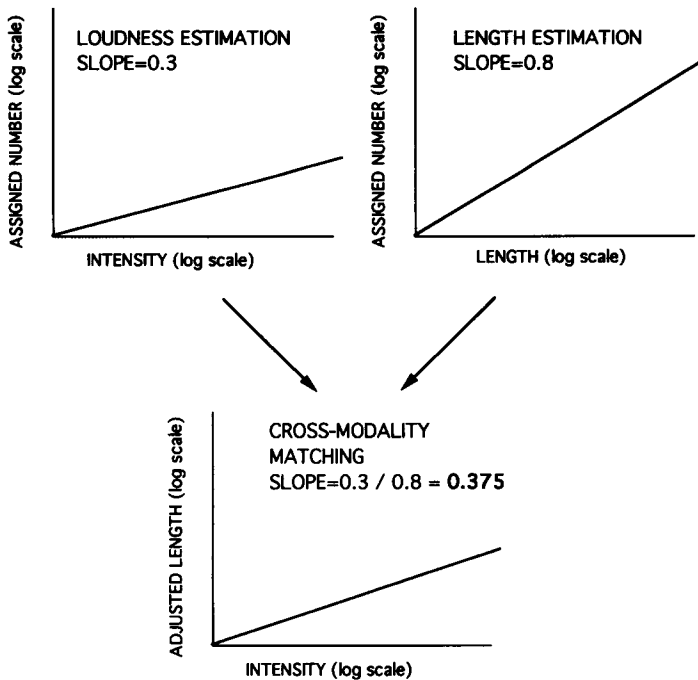 LOUDNESS ESTIMATION
SLOPE=0.3
ASSIGNED NUMBER (log scale)
INTENSITY (log scale)
LENGTH ESTIMATION
SLOPE=0.8
ASSIGNED NUMBER (log scale)
LENGTH (log scale)
CROSS-MODALITY
MATCHING
SLOPE=0.3 / 0.8 = 0.375
ADJUSTED LENGTH (log scale)
INTENSITY (log scale)